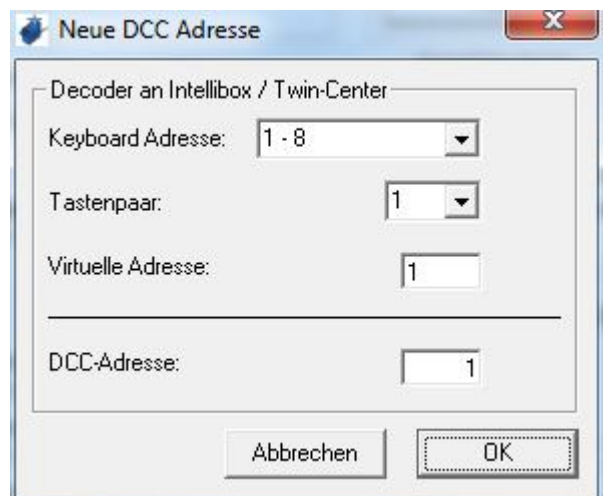 Neue DCC Adresse
Decoder an Intellibox / Twin-Center
Keyboard Adresse: 1 - 8
Tastenpaar: 1
Virtuelle Adresse: 1
DCC-Adresse: 1
Abbrechen OK